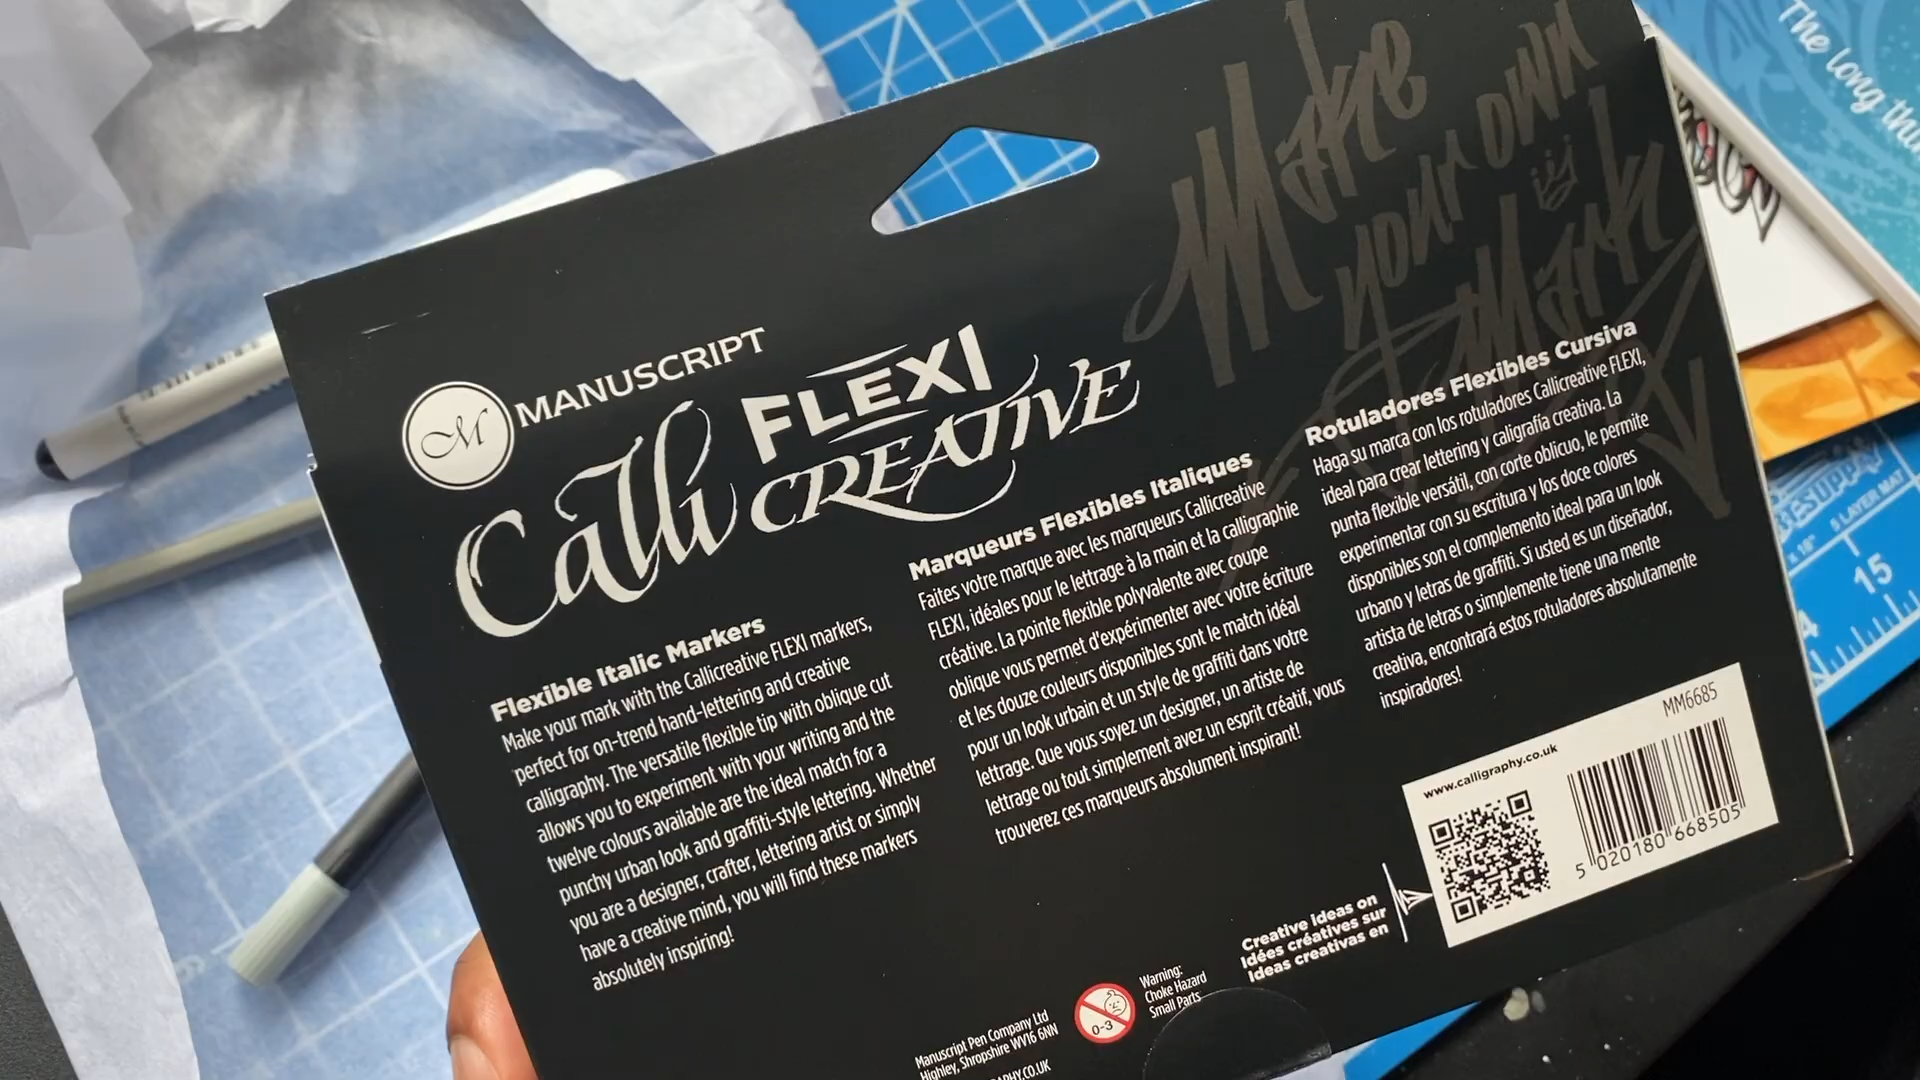 The long
Make
your own
Mark
M
MANUSCRIPT
FLEXI
Calli CREATIVE
Flexible Italic Markers
Make your mark with the Callicreative FLEXI markers,
perfect for on-trend hand-lettering and creative
calligraphy. The versatile flexible tip with oblique cut
allows you to experiment with your writing and the
twelve colours available are the ideal match for a
punchy urban look and graffiti-style lettering. Whether
you are a designer, crafter, lettering artist or simply
have a creative mind, you will find these markers
absolutely inspiring!
Marqueurs Flexibles Italiques
Faites votre marque avec les marqueurs Callicreative
FLEXI, idéales pour le lettrage à la main et la calligraphie
créative. La pointe flexible polyvalente avec coupe
oblique vous permet d'expérimenter avec votre écriture
et les douze couleurs disponibles sont le match idéal
pour un look urbain et un style de graffiti dans votre
lettrage. Que vous soyez un designer, un artiste de
lettrage ou tout simplement avez un esprit créatif, vous
trouverez ces marqueurs absolument inspirant!
Rotuladores Flexibles Cursiva
Haga su marca con los rotuladores Callicreative FLEXI,
ideal para crear lettering y caligrafía creativa. La
punta flexible versátil, con corte oblicuo, le permite
experimentar con su escritura y los doce colores
disponibles son el complemento ideal para un look
urbano y letras de graffiti. Si usted es un diseñador,
artista de letras o simplemente tiene una mente
creativa, encontrará estos rotuladores absolutamente
inspiradores!
MM6685
www.calligraphy.co.uk
5 020180 668505
Creative ideas on
Idées créatives sur
Ideas creativas en
Warning:
Choke Hazard
Small Parts
0-3
Manuscript Pen Company Ltd
Highley, Shropshire WV16 6NN
5 LAYER MAT
15